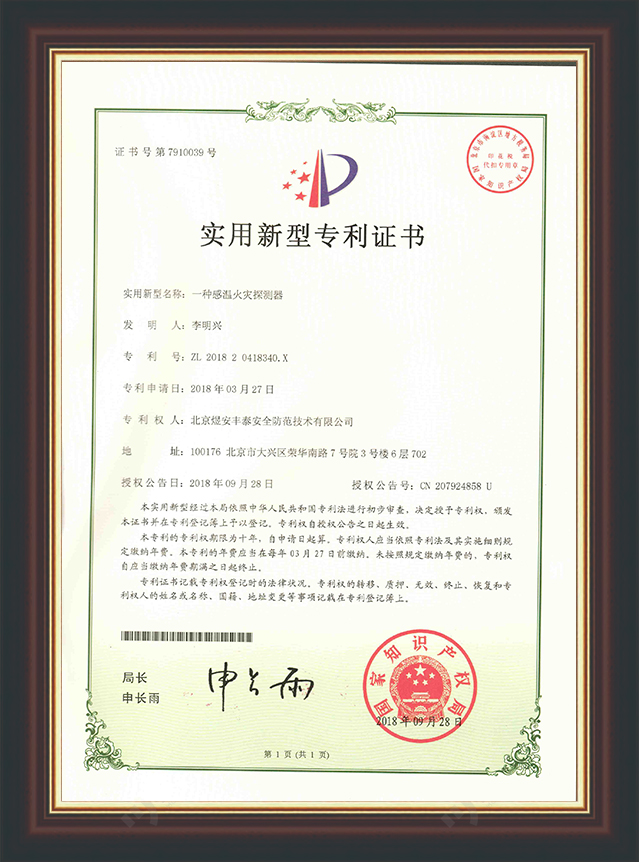 证书号第7910039号
印花税
代扣专用章
国家知识产权局
实用新型专利证书
实用新型名称：一种感温火灾探测器
发 明 人：李明兴
专 利 号：ZL 2018 2 0418340.X
专利申请日：2018年03月27日
专 利 权 人：北京煜安丰泰安全防范技术有限公司
地 址：100176 北京市大兴区荣华南路7号院3号楼6层702
授权公告日：2018年09月28日 授权公告号：CN 207924858 U
本实用新型经过本局依照中华人民共和国专利法进行初步审查，决定授予专利权，颁发
本证书并在专利登记簿上予以登记。专利权自授权公告之日起生效。
本专利的专利权期限为十年，自申请日起算。专利权人应当依照专利法及其实施细则规
定缴纳年费。本专利的年费应当在每年03月27日前缴纳。未按照规定缴纳年费的，专利权
自应当缴纳年费期满之日起终止。
专利证书记载专利权登记时的法律状况。专利权的转移、质押、无效、终止、恢复和专
利权人的姓名或名称、国籍、地址变更等事项记载在专利登记簿上。
局长
申长雨
申长雨
国家知识产权局
2018年09月28日
第 1 页 (共 1 页)